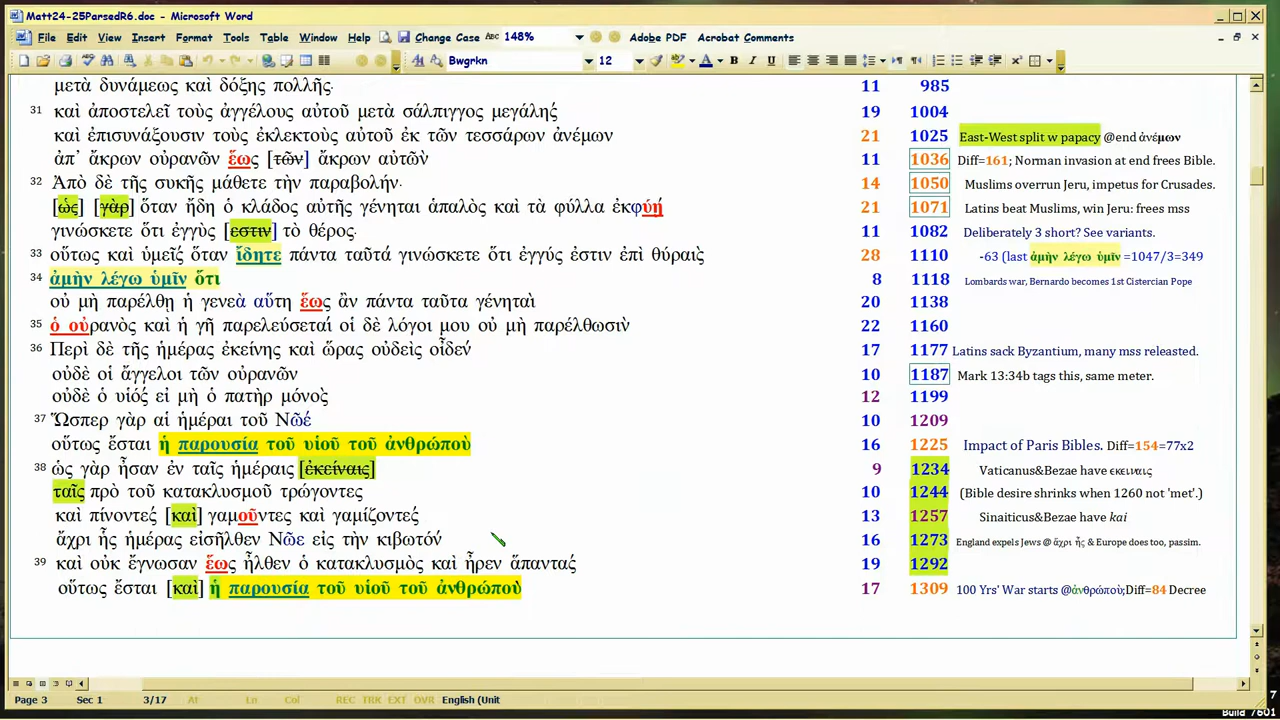 Matt24-25ParsedR6.doc - Microsoft Word
File Edit View Insert Format Tools Table Window Help Change Case 148% Adobe PDF Acrobat Comments
Bwgrkn 12 B I U
μετὰ δυνάμεως καὶ δόξης πολλῆς. 11 985
31 καὶ ἀποστελεῖ τοὺς ἀγγέλους αὐτοῦ μετὰ σάλπιγγος μεγάλης 19 1004
καὶ ἐπισυνάξουσιν τοὺς ἐκλεκτοὺς αὐτοῦ ἐκ τῶν τεσσάρων ἀνέμων 21 1025 East-West split w papacy @end ἀνέμων
ἀπ' ἄκρων οὐρανῶν ἕως [τῶν] ἄκρων αὐτῶν 11 1036 Diff=161; Norman invasion at end frees Bible.
32 Ἀπὸ δὲ τῆς συκῆς μάθετε τὴν παραβολήν. 14 1050 Muslims overrun Jeru, impetus for Crusades.
[ὡς] [γὰρ] ὅταν ἤδη ὁ κλάδος αὐτῆς γένηται ἁπαλὸς καὶ τὰ φύλλα ἐκφύῃ 21 1071 Latins beat Muslims, win Jeru: frees mss
γινώσκετε ὅτι ἐγγὺς [εστιν] τὸ θέρος. 11 1082 Deliberately 3 short? See variants.
33 οὕτως καὶ ὑμεῖς ὅταν ἴδητε πάντα ταῦτά γινώσκετε ὅτι ἐγγύς ἐστιν ἐπὶ θύραις 28 1110 -63 (last ἀμὴν λέγω ὑμῖν =1047/3=349
34 ἀμὴν λέγω ὑμῖν ὅτι 8 1118 Lombards war, Bernardo becomes 1st Cistercian Pope
οὐ μὴ παρέλθῃ ἡ γενεὰ αὕτη ἕως ἂν πάντα ταῦτα γένηται 20 1138
35 ὁ οὐρανὸς καὶ ἡ γῆ παρελεύσεταί οἱ δὲ λόγοι μου οὐ μὴ παρέλθωσιν 22 1160
36 Περὶ δὲ τῆς ἡμέρας ἐκείνης καὶ ὥρας οὐδεὶς οἶδεν 17 1177 Latins sack Byzantium, many mss releasted.
οὐδὲ οἱ ἄγγελοι τῶν οὐρανῶν 10 1187 Mark 13:34b tags this, same meter.
οὐδὲ ὁ υἱός εἰ μὴ ὁ πατὴρ μόνος 12 1199
37 Ὥσπερ γὰρ αἱ ἡμέραι τοῦ Νῶέ 10 1209
οὕτως ἔσται ἡ παρουσία τοῦ υἱοῦ τοῦ ἀνθρώποὺ 16 1225 Impact of Paris Bibles. Diff=154=77x2
38 ὡς γὰρ ἦσαν ἐν ταῖς ἡμέραις [ἐκείναις] 9 1234 Vaticanus&Bezae have εκειναις
ταῖς πρὸ τοῦ κατακλυσμοῦ τρώγοντες 10 1244 (Bible desire shrinks when 1260 not 'met'.)
καὶ πίνοντές [καὶ] γαμοῦντες καὶ γαμίζοντές 13 1257 Sinaiticus&Bezae have kai
ἄχρι ἧς ἡμέρας εἰσῆλθεν Νῶε εἰς τὴν κιβωτόν 16 1273 England expels Jews @ ἄχρι ἧς & Europe does too, passim.
39 καὶ οὐκ ἔγνωσαν ἕως ἦλθεν ὁ κατακλυσμὸς καὶ ἦρεν ἅπαντας 19 1292
οὕτως ἔσται [καὶ] ἡ παρουσία τοῦ υἱοῦ τοῦ ἀνθρώποὺ 17 1309 100 Yrs' War starts @ἀνθρώπoὺ;Diff=84 Decree
Page 3 Sec 1 3/17 At Ln Col REC TRK EXT OVR English (Unit
7
Build 7601